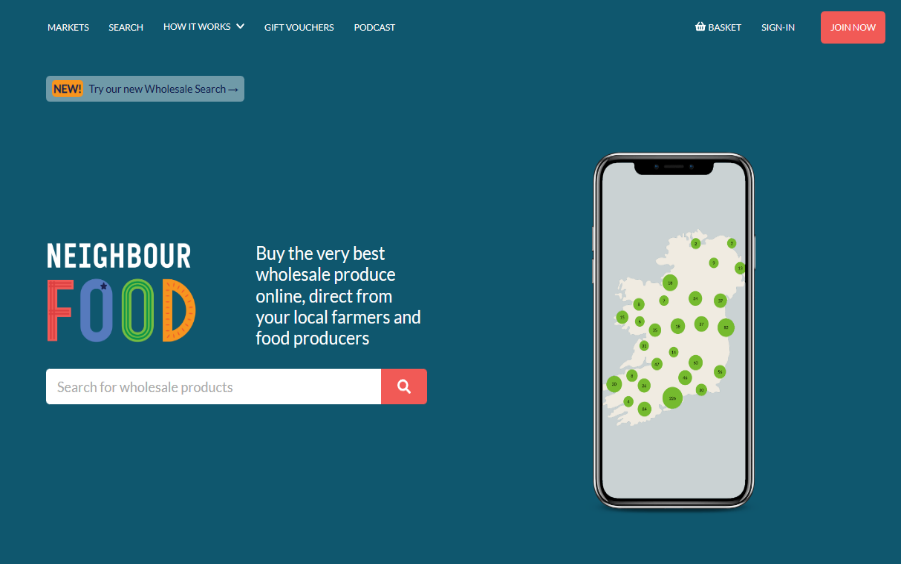 MARKETS SEARCH HOW IT WORKS GIFT VOUCHERS PODCAST BASKET SIGN-IN JOIN NOW
NEW! Try our new Wholesale Search →
NEIGHBOUR
FOOD
Buy the very best
wholesale produce
online, direct from
your local farmers and
food producers
Search for wholesale products